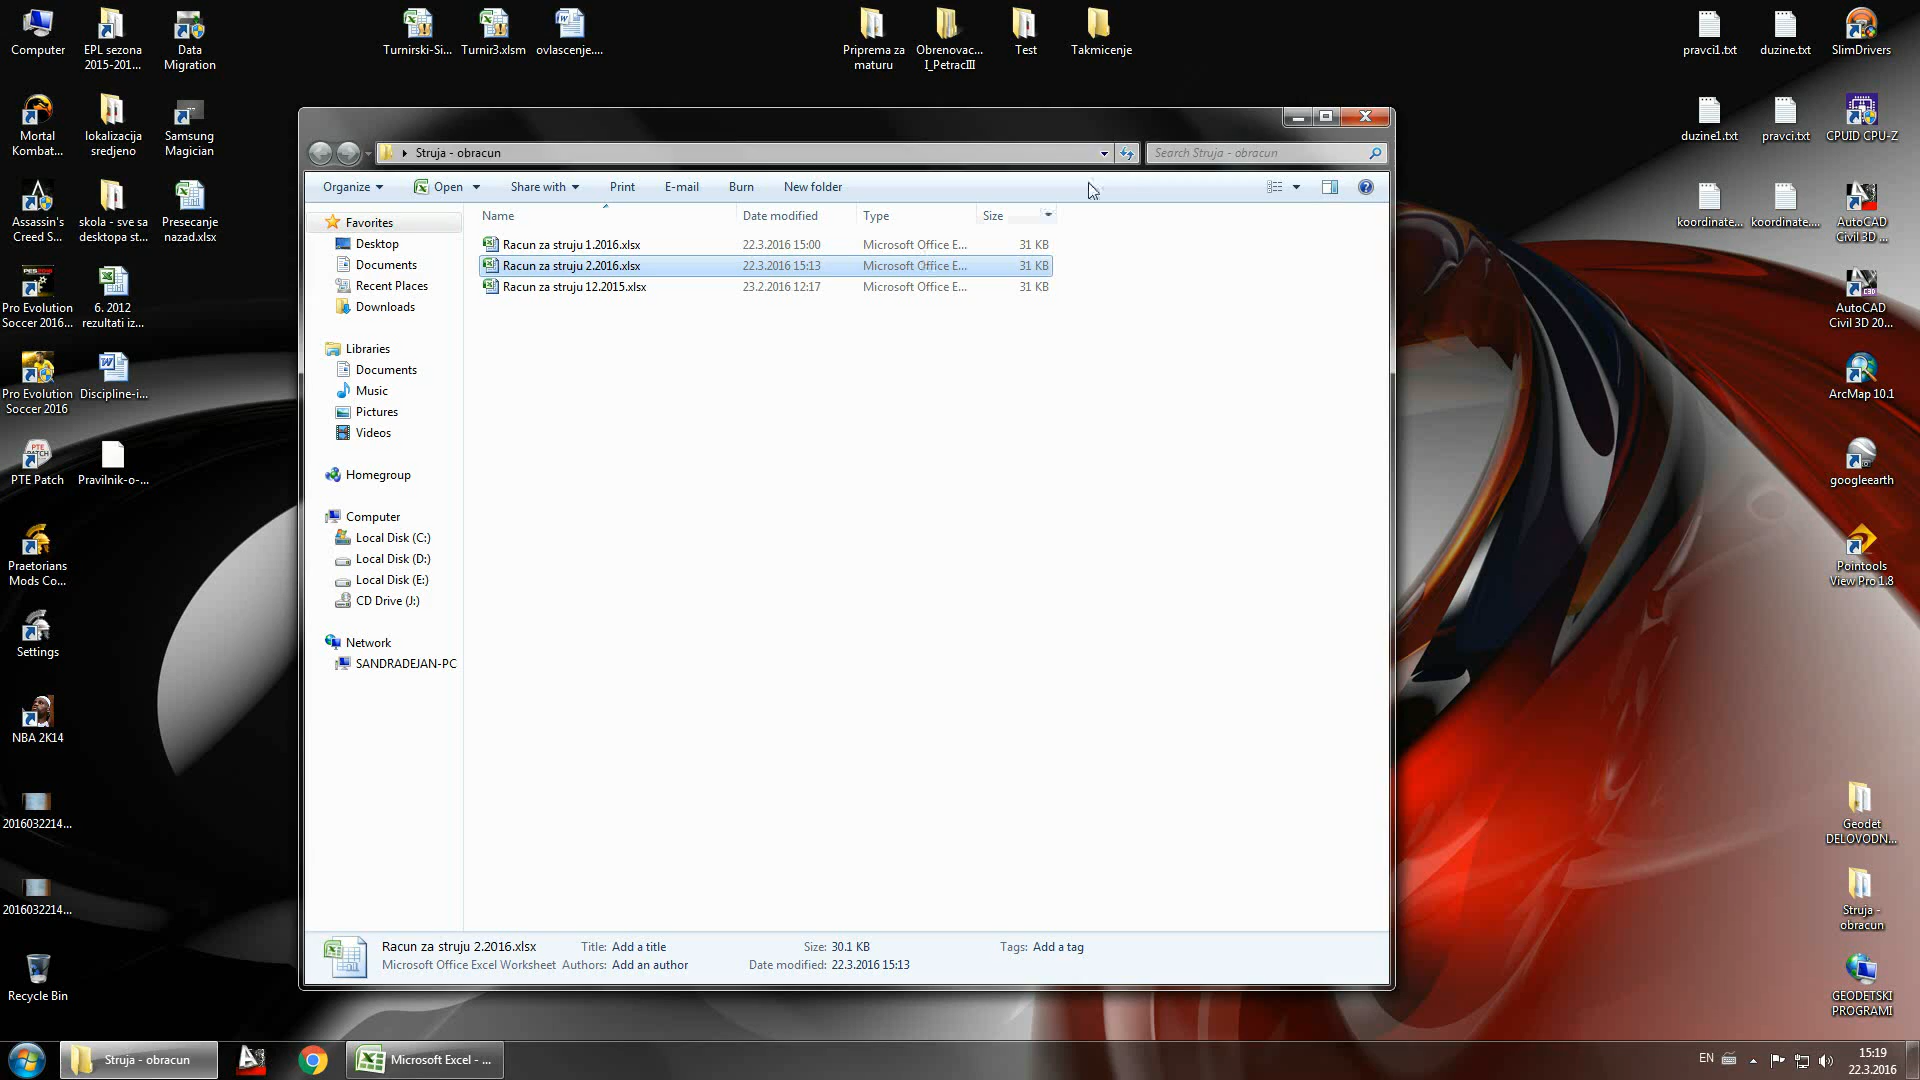 Computer
EPL sezona
2015-201...
Data
Migration
Turnirski-Si...
Turnir3.xlsm
ovlascenje....
Priprema za
maturu
Obrenovac...
I_PetracIII
Test
Takmicenje
pravci1.txt
duzine.txt
SlimDrivers
Mortal
Kombat...
lokalizacija
sredjeno
Samsung
Magician
duzine1.txt
pravci.txt
CPUID CPU-Z
Assassin's
Creed S...
skola - sve sa
desktopa st...
Presecanje
nazad.xlsx
koordinate...
koordinate....
AutoCAD
Civil 3D ...
Pro Evolution
Soccer 2016...
6. 2012
rezultati iz...
AutoCAD
Civil 3D 20...
Pro Evolution
Soccer 2016
Discipline-i...
ArcMap 10.1
PTE Patch
Pravilnik-o-...
googleearth
Praetorians
Mods Co...
Pointools
View Pro 1.8
Settings
NBA 2K14
2016032214...
2016032214...
Recycle Bin
Geodet
DELOVODN...
Struja -
obracun
GEODETSKI
PROGRAMI
Struja - obracun
Search Struja - obracun
Organize
Open
Share with
Print
E-mail
Burn
New folder
Name
Date modified
Type
Size
Racun za struju 1.2016.xlsx 22.3.2016 15:00 Microsoft Office E... 31 KB
Racun za struju 2.2016.xlsx 22.3.2016 15:13 Microsoft Office E... 31 KB
Racun za struju 12.2015.xlsx 23.2.2016 12:17 Microsoft Office E... 31 KB
Favorites
Desktop
Documents
Recent Places
Downloads
Libraries
Documents
Music
Pictures
Videos
Homegroup
Computer
Local Disk (C:)
Local Disk (D:)
Local Disk (E:)
CD Drive (J:)
Network
SANDRADEJAN-PC
Racun za struju 2.2016.xlsx Title: Add a title Size: 30.1 KB Tags: Add a tag
Microsoft Office Excel Worksheet Authors: Add an author Date modified: 22.3.2016 15:13
Struja - obracun
Microsoft Excel - ...
EN
15:19
22.3.2016